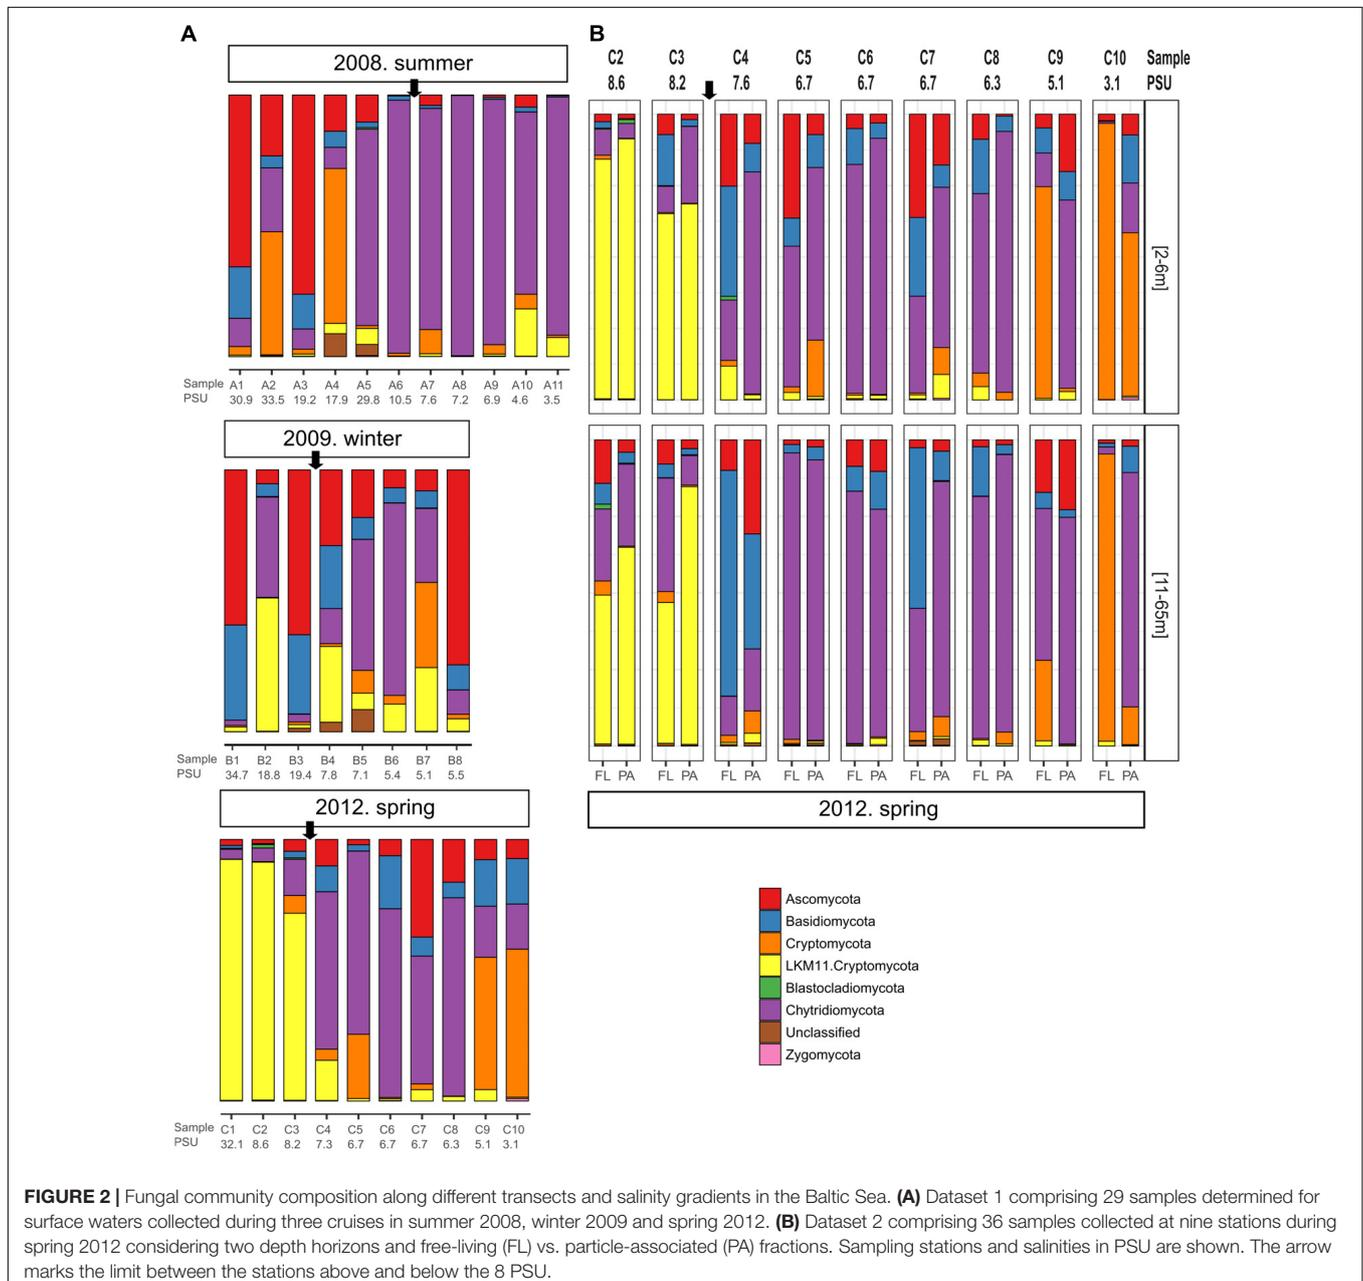 A
2008. summer
Sample A1 A2 A3 A4 A5 A6 A7 A8 A9 A10 A11
PSU 30.9 33.5 19.2 17.9 29.8 10.5 7.6 7.2 6.9 4.6 3.5
2009. winter
Sample B1 B2 B3 B4 B5 B6 B7 B8
PSU 34.7 18.8 19.4 7.8 7.1 5.4 5.1 5.5
2012. spring
Sample C1 C2 C3 C4 C5 C6 C7 C8 C9 C10
PSU 32.1 8.6 8.2 7.3 6.7 6.7 6.7 6.3 5.1 3.1
B
C2 C3 C4 C5 C6 C7 C8 C9 C10 Sample
8.6 8.2 7.6 6.7 6.7 6.7 6.3 5.1 3.1 PSU
[2-6m]
[11-65m]
FL PA FL PA FL PA FL PA FL PA FL PA FL PA FL PA FL PA
2012. spring
Ascomycota
Basidiomycota
Cryptomycota
LKM11.Cryptomycota
Blastocladiomycota
Chytridiomycota
Unclassified
Zygomycota
FIGURE 2 | Fungal community composition along different transects and salinity gradients in the Baltic Sea. (A) Dataset 1 comprising 29 samples determined for
surface waters collected during three cruises in summer 2008, winter 2009 and spring 2012. (B) Dataset 2 comprising 36 samples collected at nine stations during
spring 2012 considering two depth horizons and free-living (FL) vs. particle-associated (PA) fractions. Sampling stations and salinities in PSU are shown. The arrow
marks the limit between the stations above and below the 8 PSU.